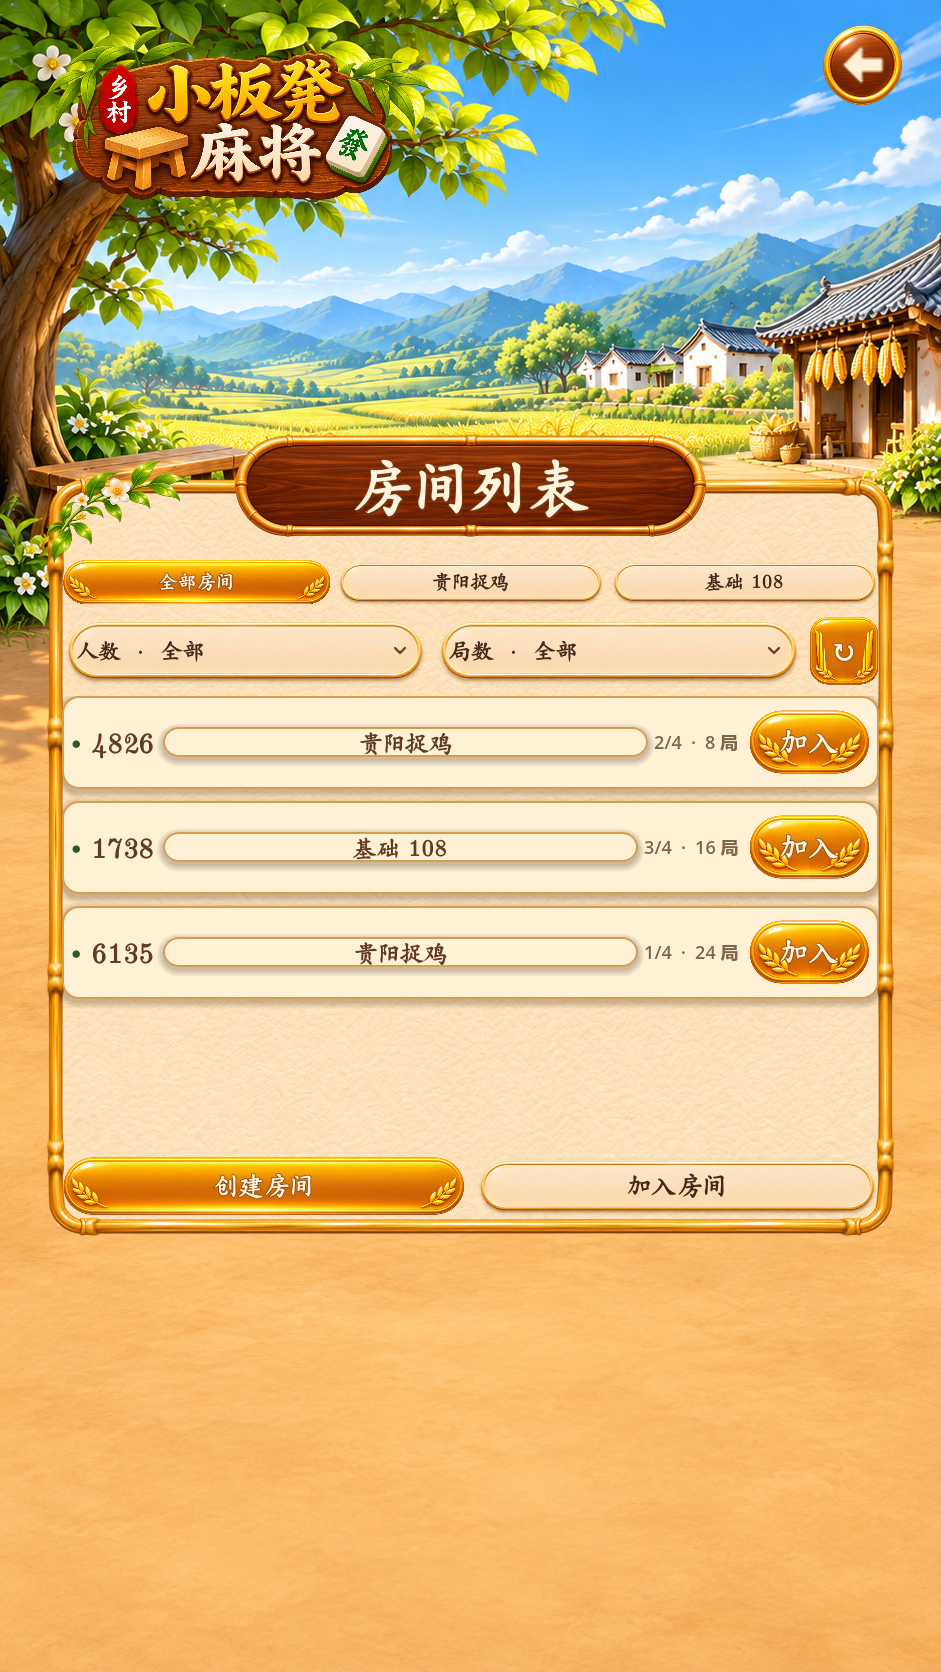 乡村
小板凳
麻将
發
房间列表
全部房间
贵阳捉鸡
基础 108
人数 · 全部
局数 · 全部
4826 贵阳捉鸡 2/4 · 8 局 加入
1738 基础 108 3/4 · 16 局 加入
6135 贵阳捉鸡 1/4 · 24 局 加入
创建房间
加入房间